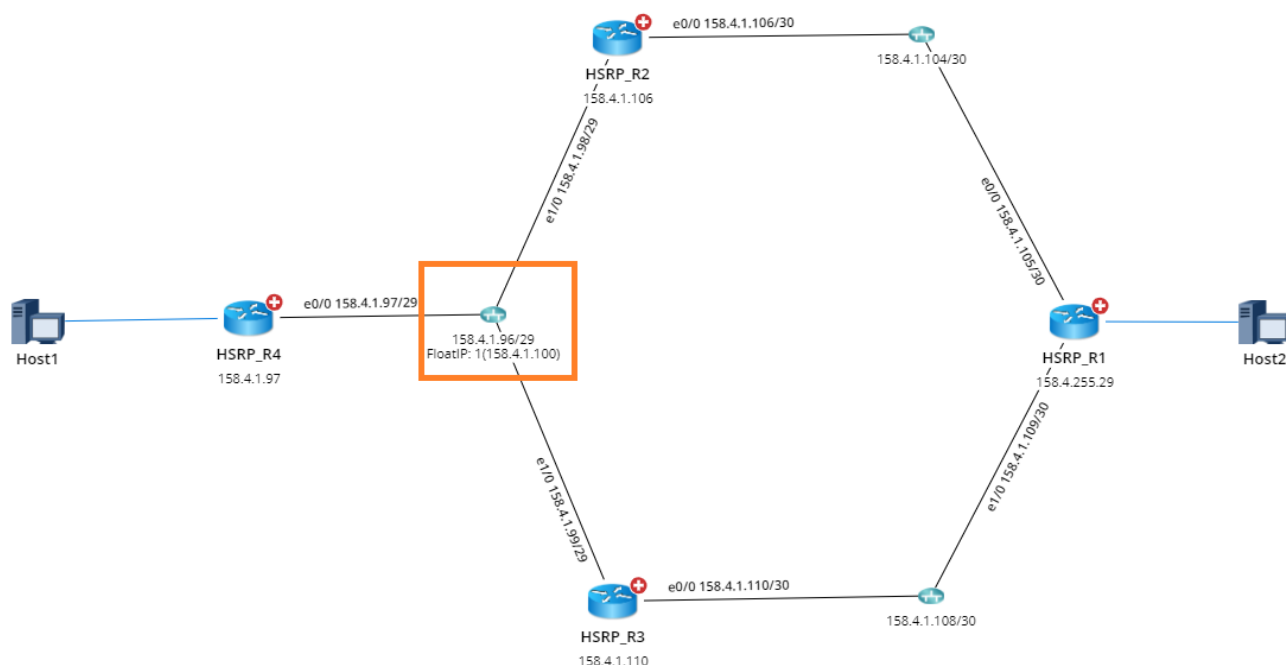 e0/0 158.4.1.106/30
HSRP_R2
158.4.1.106
158.4.1.104/30
e1/0 158.4.1.98/29
e0/0 158.4.1.105/30
e0/0 158.4.1.97/29
158.4.1.96/29
FloatIP: 1(158.4.1.100)
Host1
HSRP_R4
158.4.1.97
HSRP_R1
158.4.255.29
Host2
e1/0 158.4.1.99/29
e1/0 158.4.1.109/30
e0/0 158.4.1.110/30
HSRP_R3
158.4.1.110
158.4.1.108/30